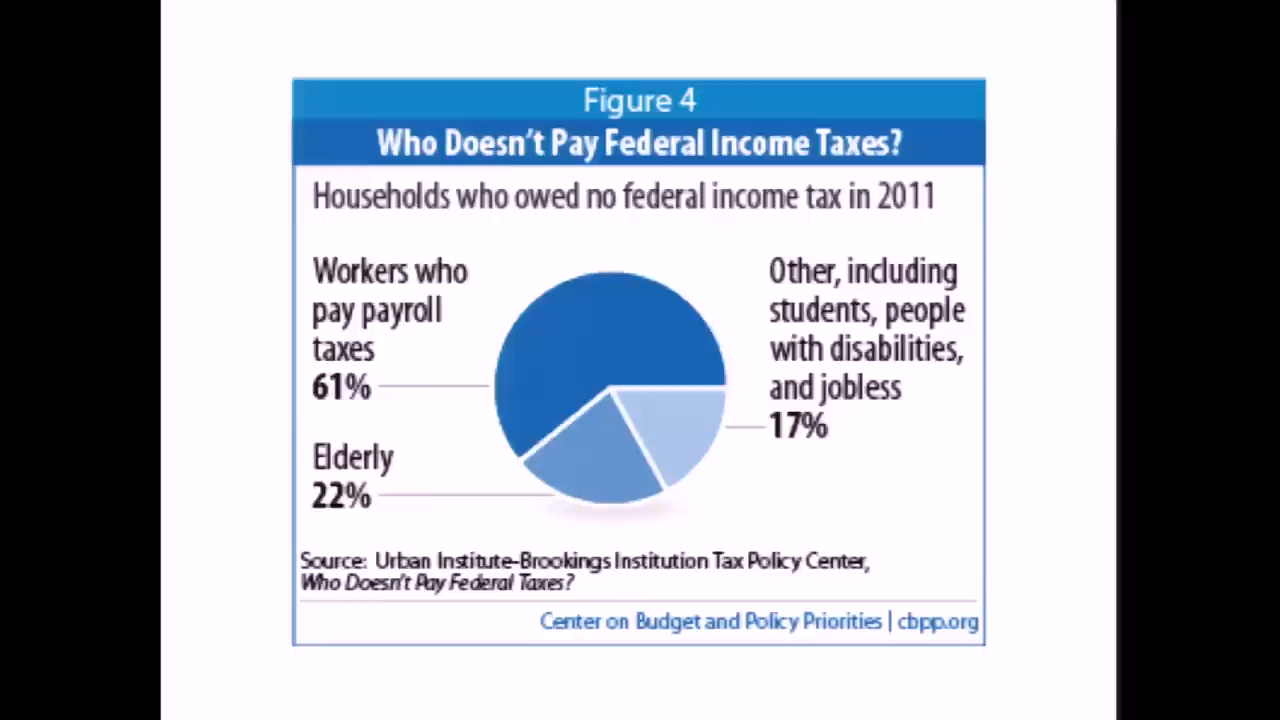 Figure 4
Who Doesn't Pay Federal Income Taxes?
Households who owed no federal income tax in 2011
Workers who
pay payroll
taxes
61%
Elderly
22%
Other, including
students, people
with disabilities,
and jobless
17%
Source: Urban Institute-Brookings Institution Tax Policy Center,
Who Doesn't Pay Federal Taxes?
Center on Budget and Policy Priorities | cbpp.org